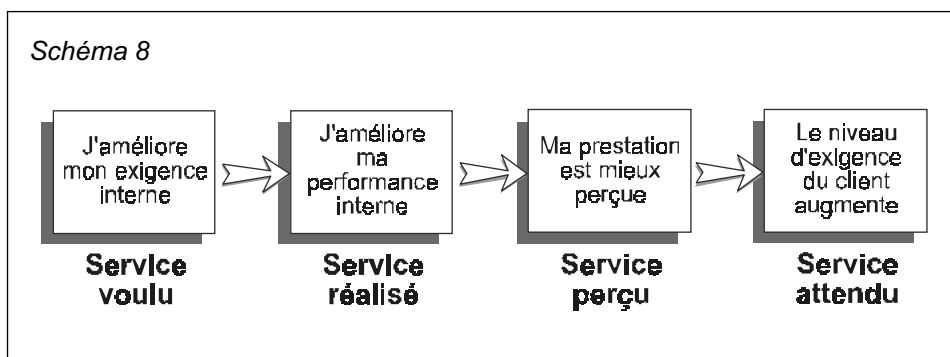 Schéma 8
J'améliore
mon exigence
interne
J'améliore
ma
performance
interne
Ma prestation
est mieux
perçue
Le niveau
d'exigence
du client
augmente
Service
voulu
Service
réalisé
Service
perçu
Service
attendu